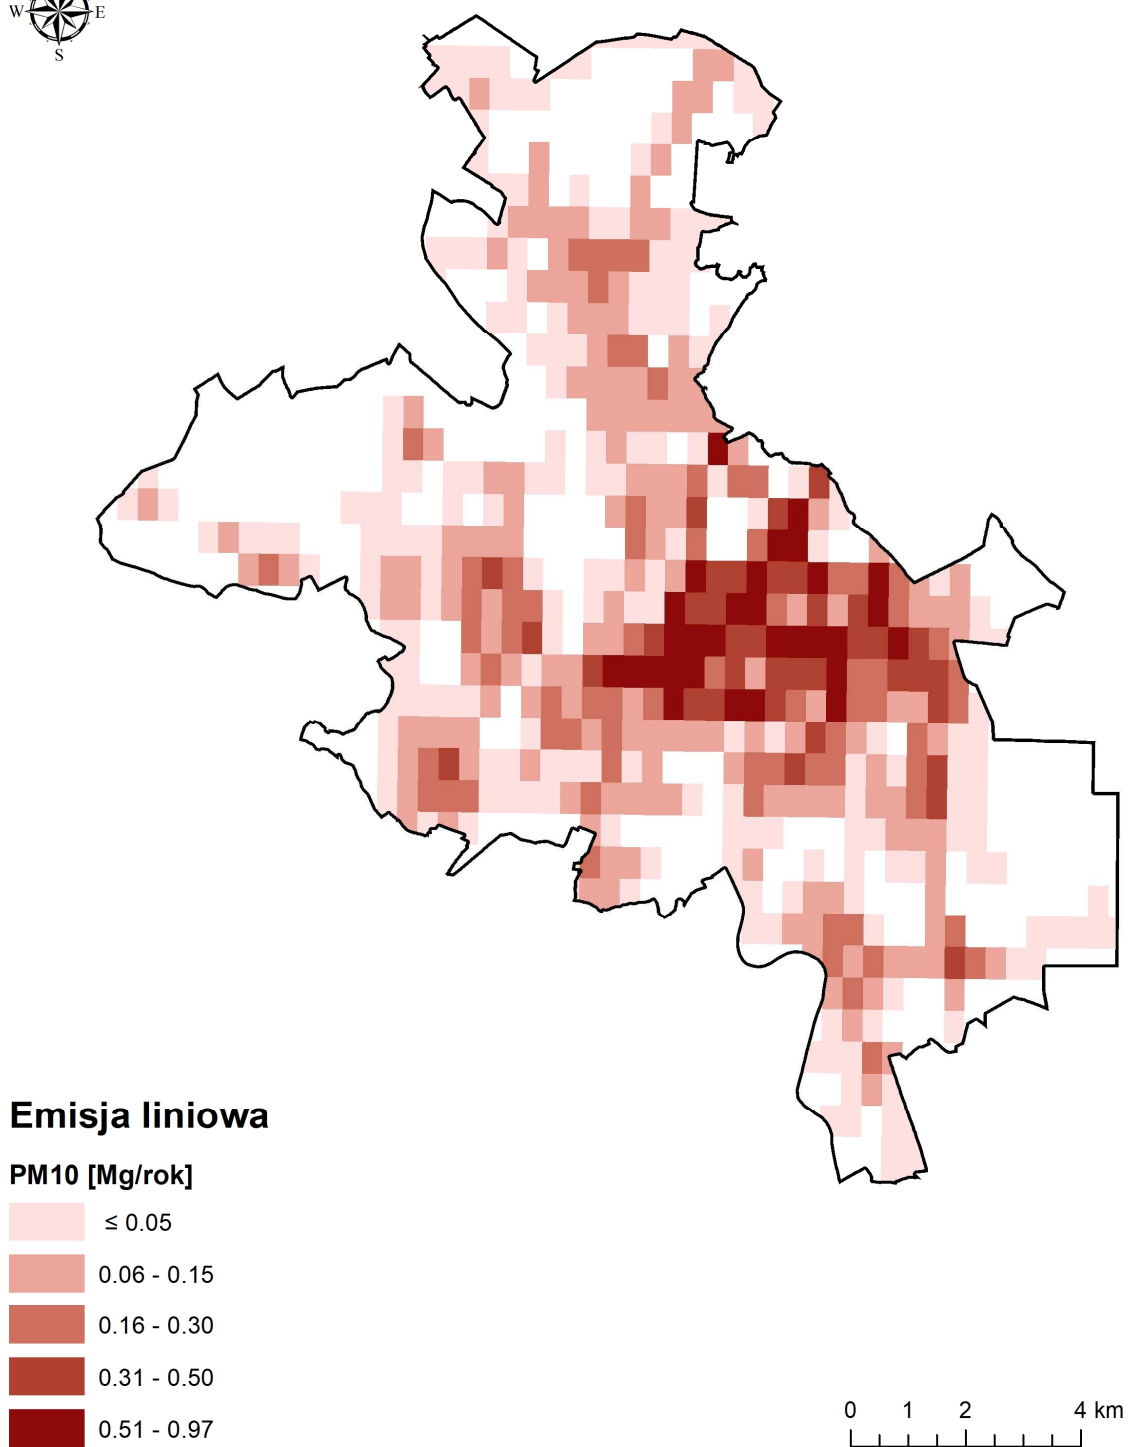 W E
S
Emisja liniowa
PM10 [Mg/rok]
≤ 0.05
0.06 - 0.15
0.16 - 0.30
0.31 - 0.50
0.51 - 0.97
0 1 2 4 km